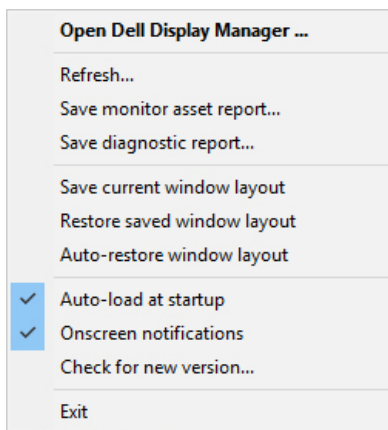 Open Dell Display Manager ...
Refresh...
Save monitor asset report...
Save diagnostic report...
Save current window layout
Restore saved window layout
Auto-restore window layout
Auto-load at startup
Onscreen notifications
Check for new version...
Exit